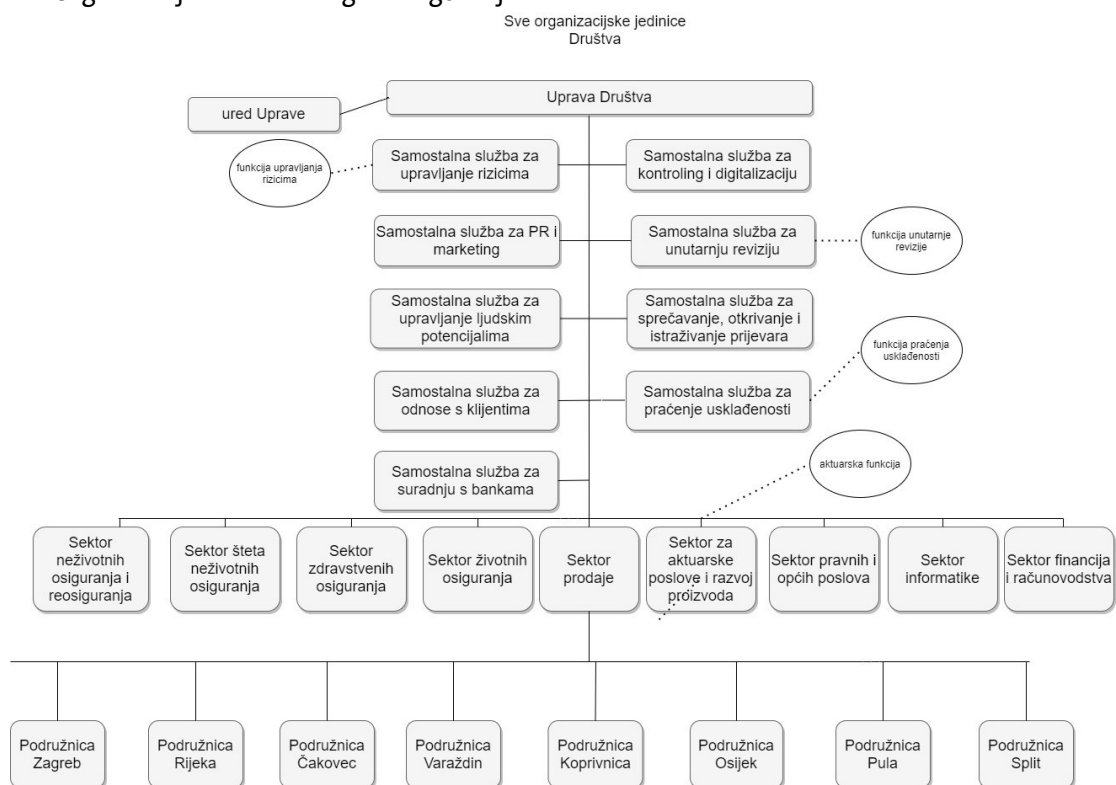 Sve organizacijske jedinice
Društva
Uprava Društva
ured Uprave
funkcija upravljanja
rizicima
Samostalna služba za
upravljanje rizicima
Samostalna služba za
kontroling i digitalizaciju
Samostalna služba za PR i
marketing
Samostalna služba za
unutarnju reviziju
funkcija unutarnje
revizije
Samostalna služba za
upravljanje ljudskim
potencijalima
Samostalna služba za
sprečavanje, otkrivanje i
istraživanje prijevara
funkcija praćenja
usklađenosti
Samostalna služba za
odnose s klijentima
Samostalna služba za
praćenje usklađenosti
Samostalna služba za
suradnju s bankama
aktuarska funkcija
Sektor
neživotnih
osiguranja i
reosiguranja
Sektor šteta
neživotnih
osiguranja
Sektor
zdravstvenih
osiguranja
Sektor životnih
osiguranja
Sektor
prodaje
Sektor za
aktuarske
poslove i razvoj
proizvoda
Sektor pravnih i
općih poslova
Sektor
informatike
Sektor financija
i računovodstva
Podružnica
Zagreb
Podružnica
Rijeka
Podružnica
Čakovec
Podružnica
Varaždin
Podružnica
Koprivnica
Podružnica
Osijek
Podružnica
Pula
Podružnica
Split